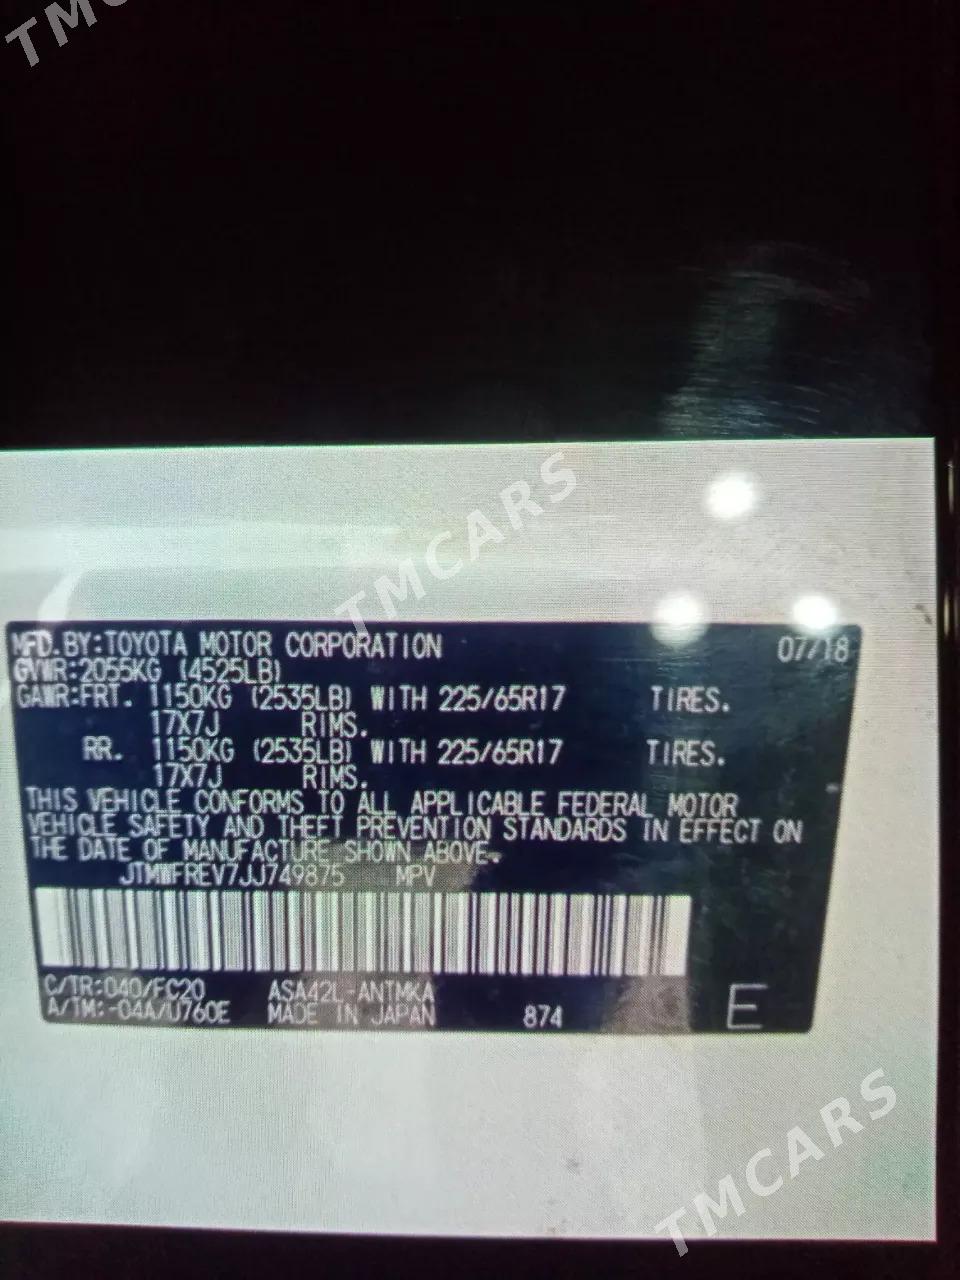 TMCARS
TMCARS
MFD.BY:TOYOTA MOTOR CORPORATION 07/18
GVWR:2055KG (4525LB)
GAWR:FRT. 1150KG (2535LB) WITH 225/65R17 TIRES.
17X7J RIMS.
RR. 1150KG (2535LB) WITH 225/65R17 TIRES.
17X7J RIMS.
THIS VEHICLE CONFORMS TO ALL APPLICABLE FEDERAL MOTOR
VEHICLE SAFETY AND THEFT PREVENTION STANDARDS IN EFFECT ON
THE DATE OF MANUFACTURE SHOWN ABOVE.
JTMWFREV7JJ749875 MPV
C/TR:040/FC20 ASA42L-ANTMKA
A/TM:-04A/U760E MADE IN JAPAN 874 E
TMCARS